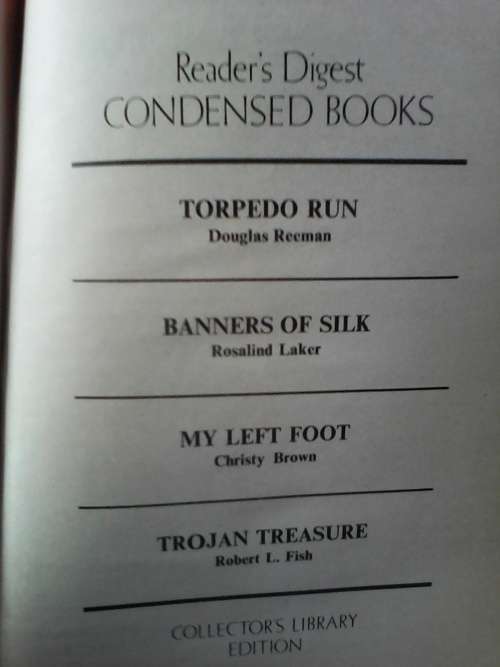 Reader's Digest
CONDENSED BOOKS
TORPEDO RUN
Douglas Reeman
BANNERS OF SILK
Rosalind Laker
MY LEFT FOOT
Christy Brown
TROJAN TREASURE
Robert L. Fish
COLLECTOR'S LIBRARY
EDITION